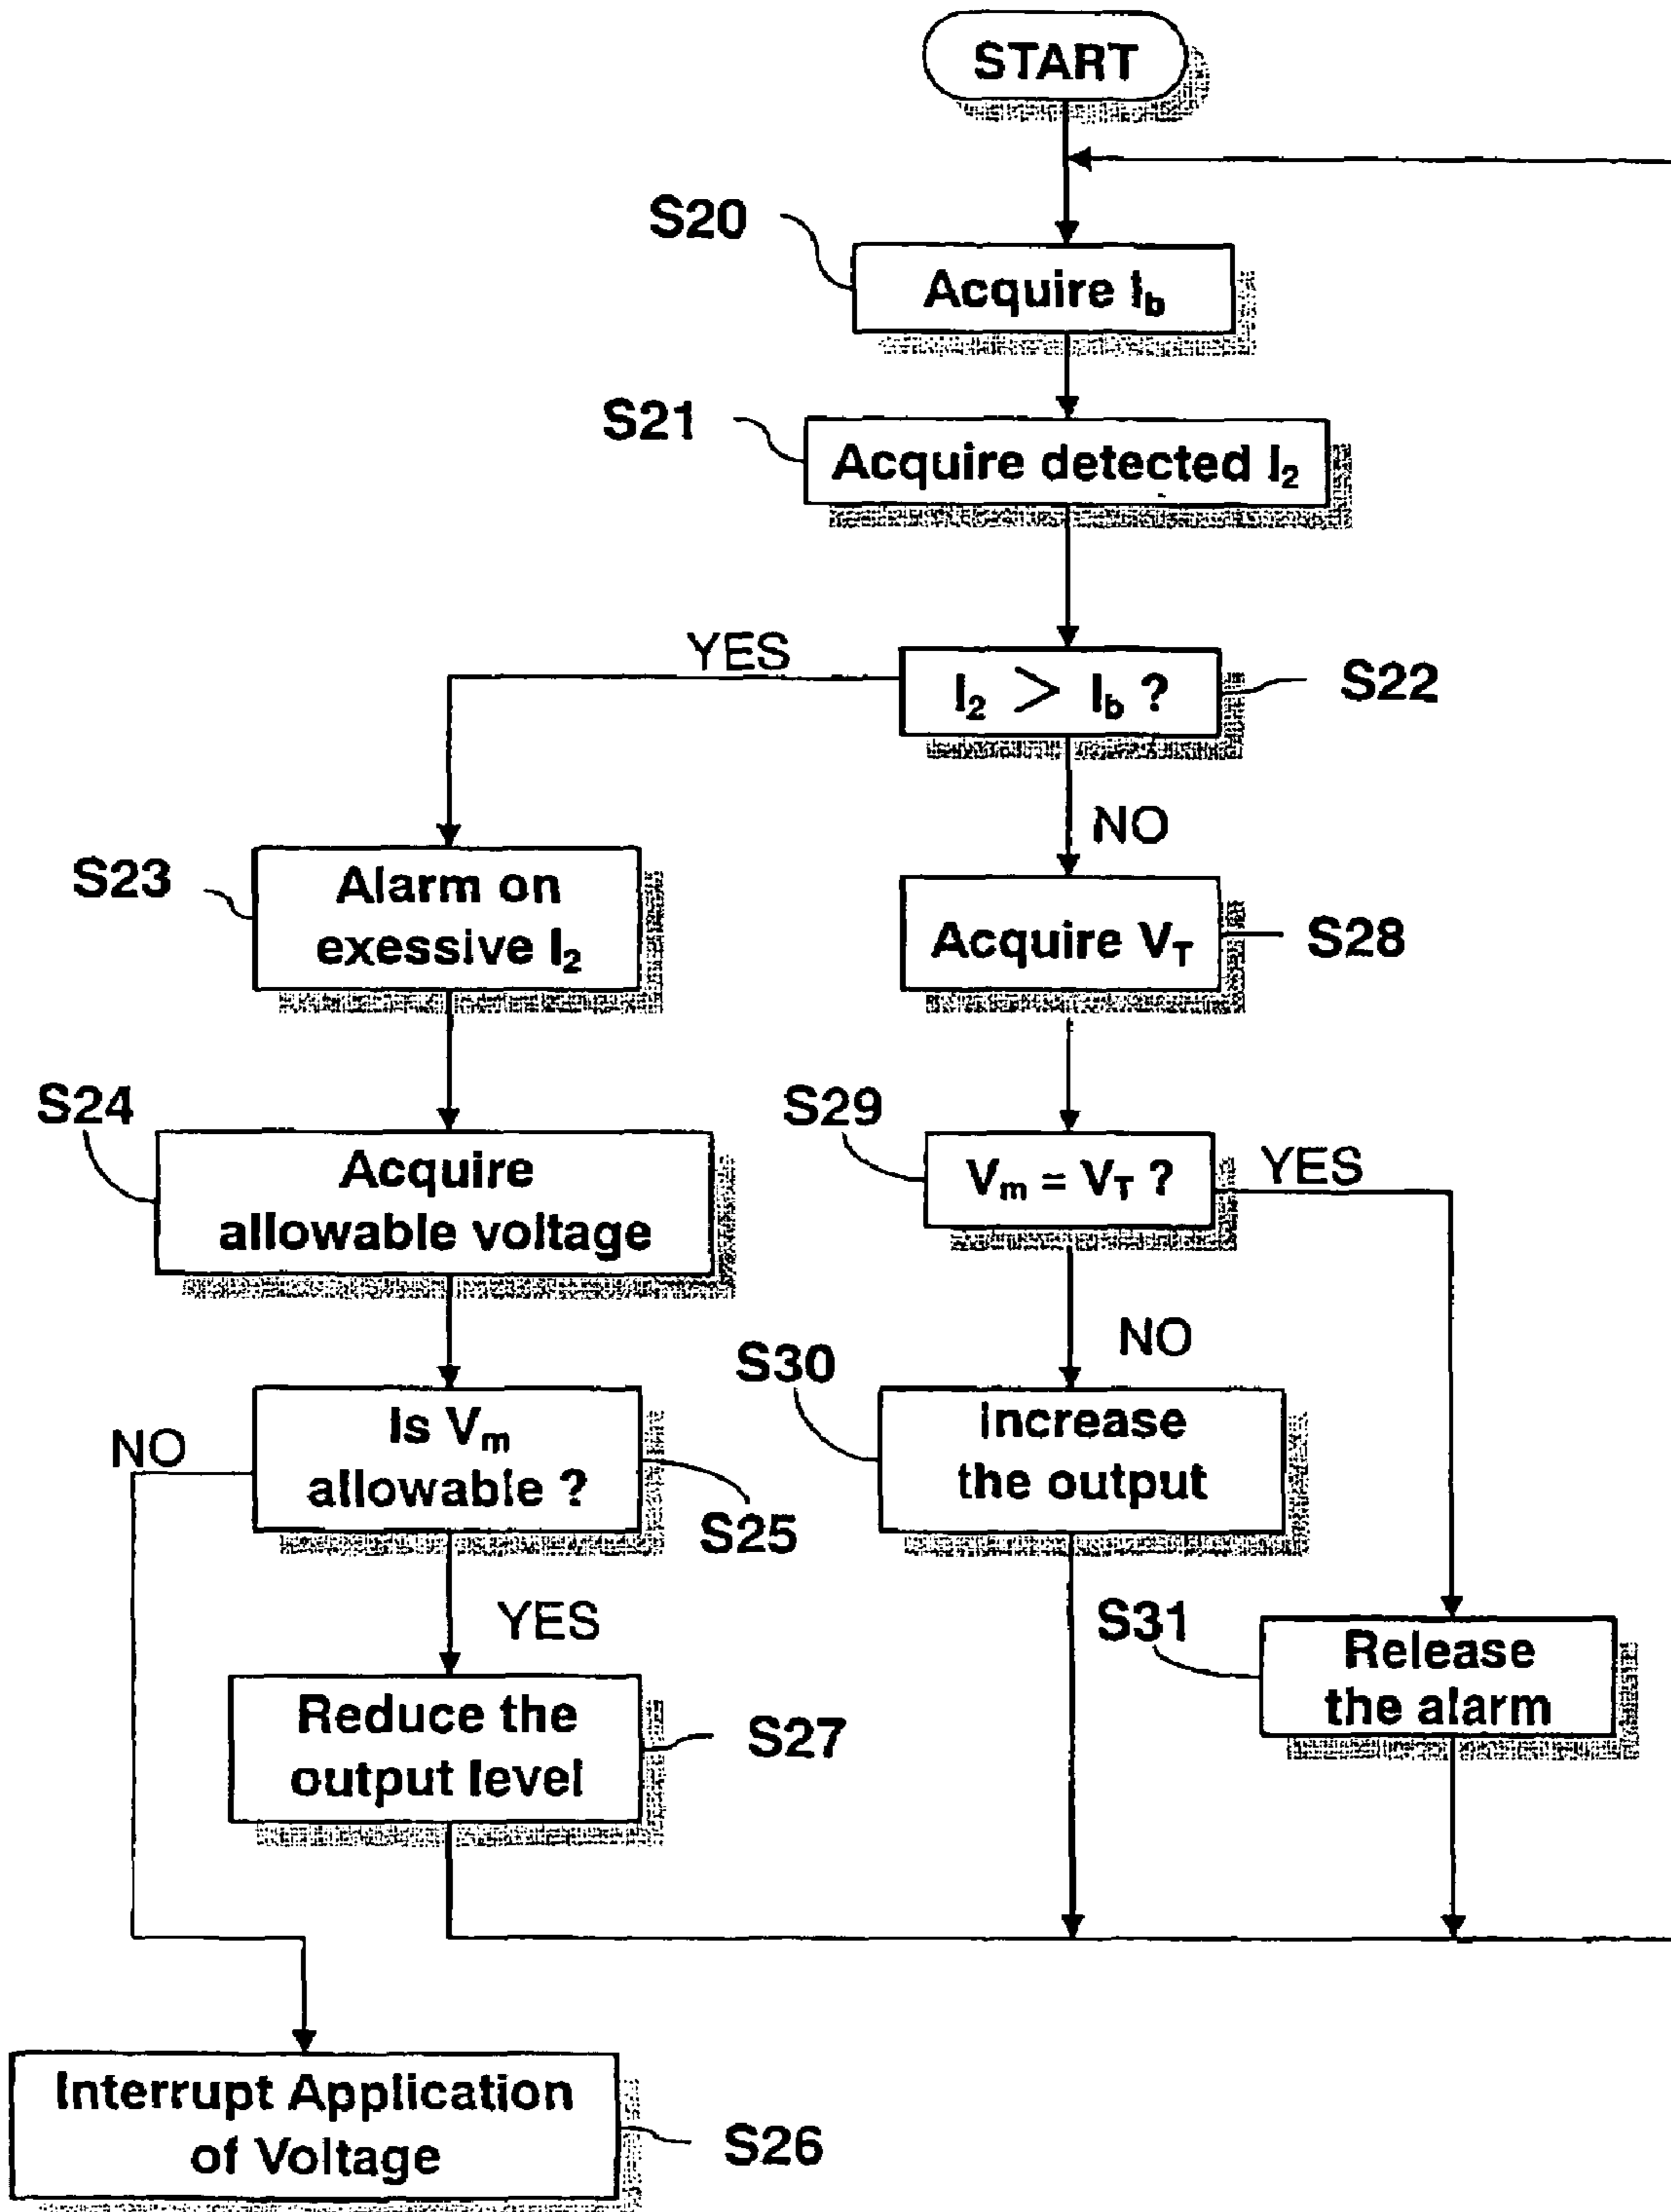 START
S20
Acquire Ib
S21
Acquire detected I2
YES
I2 > Ib ?
S22
NO
S23
Alarm on
exessive I2
Acquire VT
S28
S24
Acquire
allowable voltage
S29
Vm = VT ?
YES
NO
NO
Is Vm
allowable ?
S25
S30
Increase
the output
YES
S31
Release
the alarm
Reduce the
output level
S27
Interrupt Application
of Voltage
S26